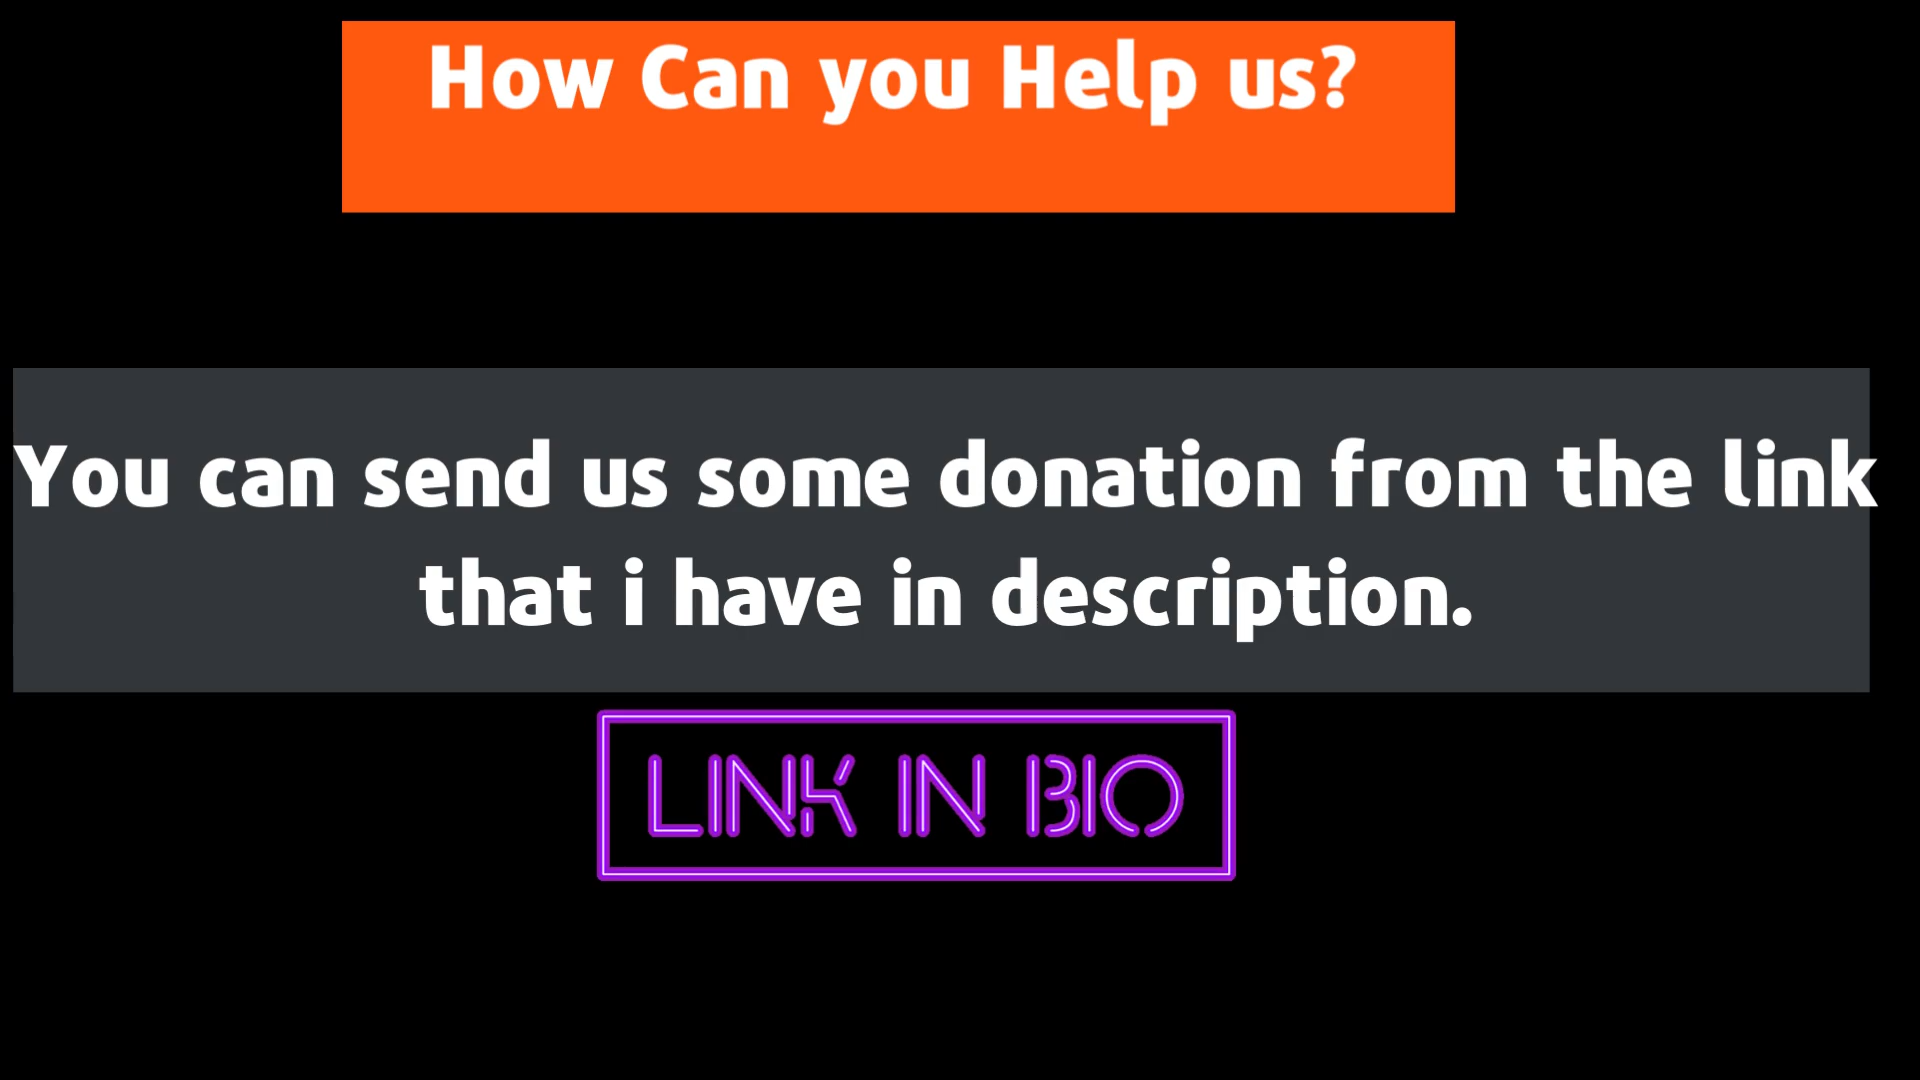 How Can you Help us?
You can send us some donation from the link
that i have in description.
LINK IN BIO